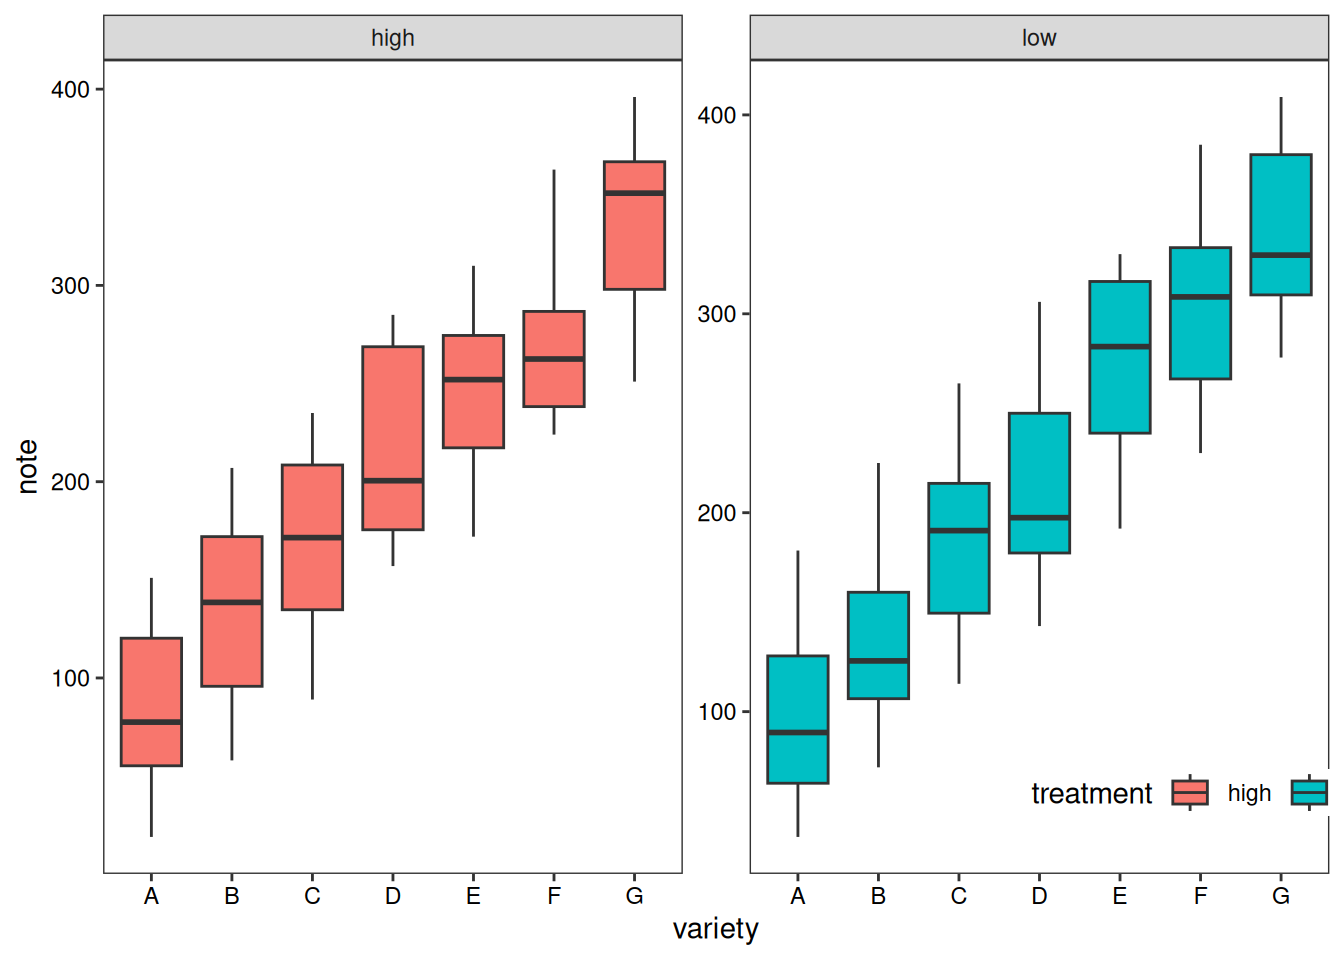 high
low
note
400
300
200
100
400
300
200
100
treatment high
A B C D E F G
A B C D E F G
variety